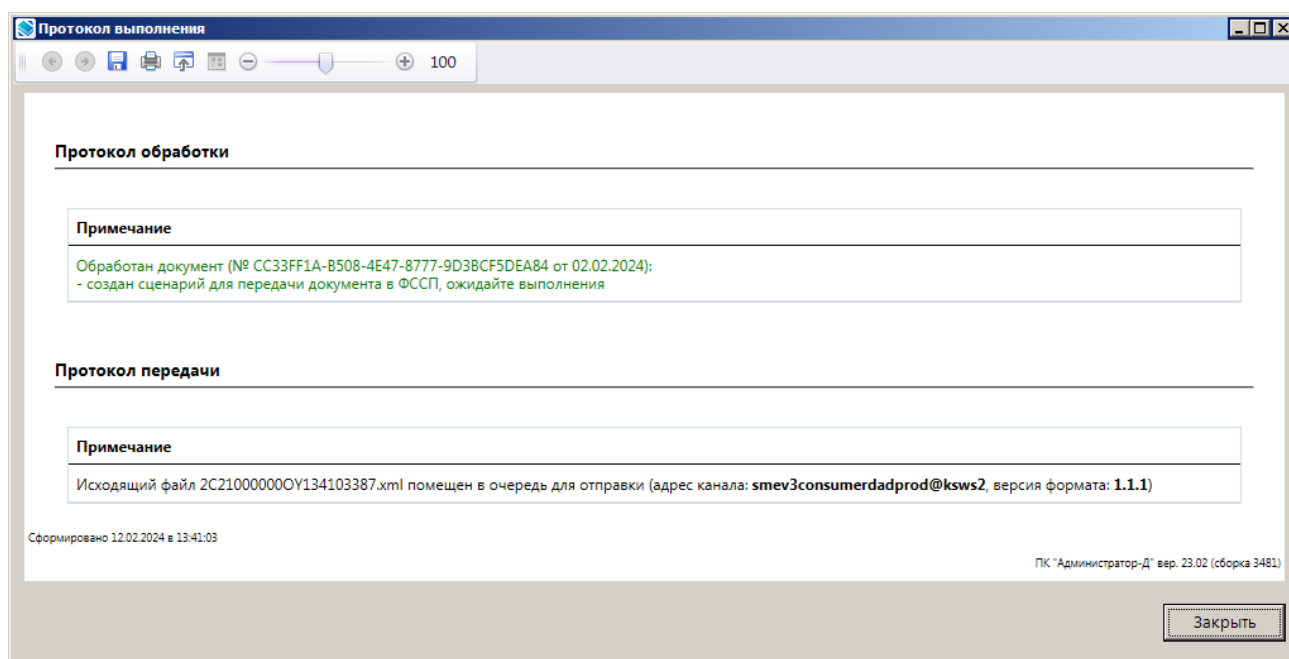 Протокол выполнения
100
Протокол обработки
Примечание
Обработан документ (№ CC33FF1A-B508-4E47-8777-9D3BCF5DEA84 от 02.02.2024):
- создан сценарий для передачи документа в ФССП, ожидайте выполнения
Протокол передачи
Примечание
Исходящий файл 2C21000000OY134103387.xml помещен в очередь для отправки (адрес канала: smev3consumerdadprod@ksws2, версия формата: 1.1.1)
Сформировано 12.02.2024 в 13:41:03
ПК "Администратор-Д" вер. 23.02 (сборка 3481)
Закрыть